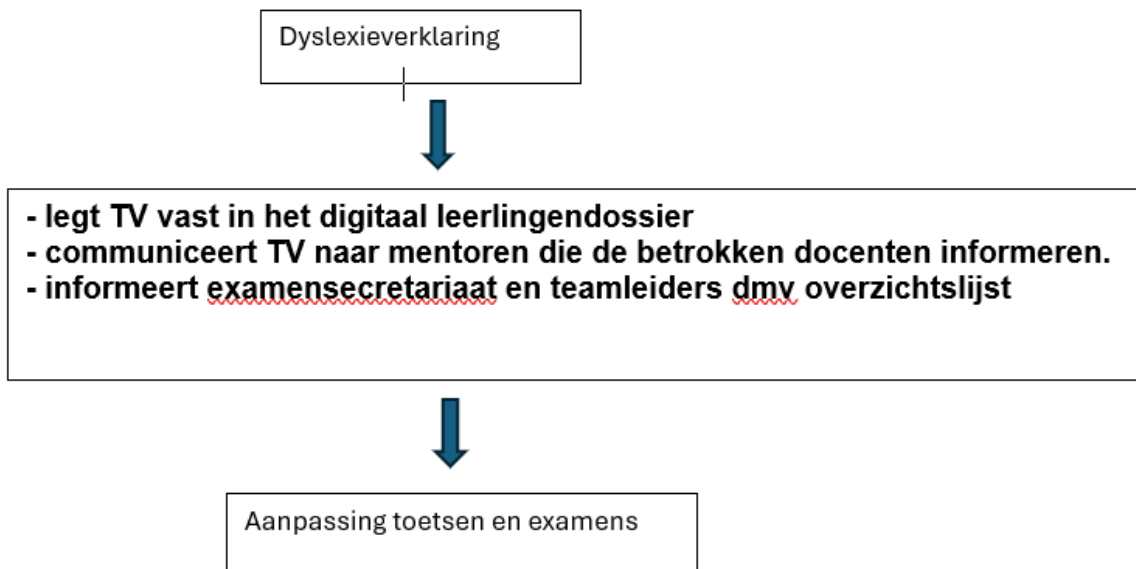 Dyslexieverklaring
- legt TV vast in het digitaal leerlingendossier
- communiceert TV naar mentoren die de betrokken docenten informeren.
- informeert examensecretariaat en teamleiders dmv overzichtslijst
Aanpassing toetsen en examens